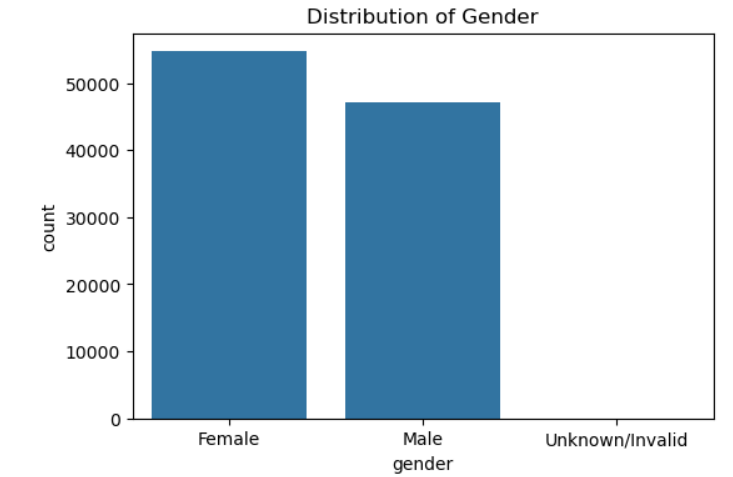 Distribution of Gender
count
50000
40000
30000
20000
10000
0
Female Male Unknown/Invalid
gender